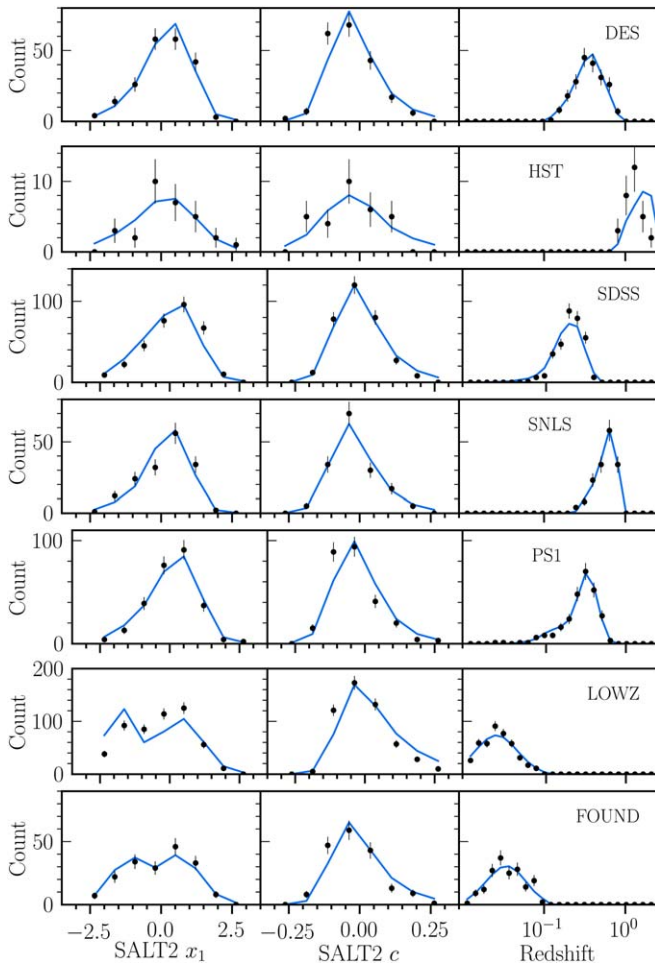 Count
50
0
DES
Count
10
0
HST
Count
100
0
SDSS
Count
50
0
SNLS
Count
100
0
PS1
Count
200
100
0
LOWZ
Count
50
0
FOUND
−2.5 0.0 2.5 −0.25 0.00 0.25 10⁻¹ 10⁰
SALT2 x₁ SALT2 c Redshift